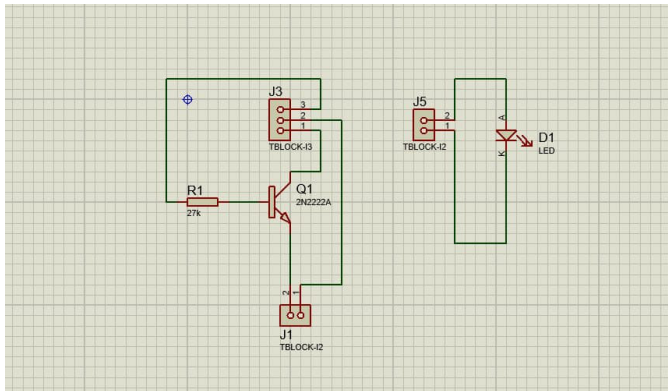 J3
3
2
1
TBLOCK-I3
J5
2
1
TBLOCK-I2
A
K
D1
LED
R1
27k
Q1
2N2222A
2
1
J1
TBLOCK-I2